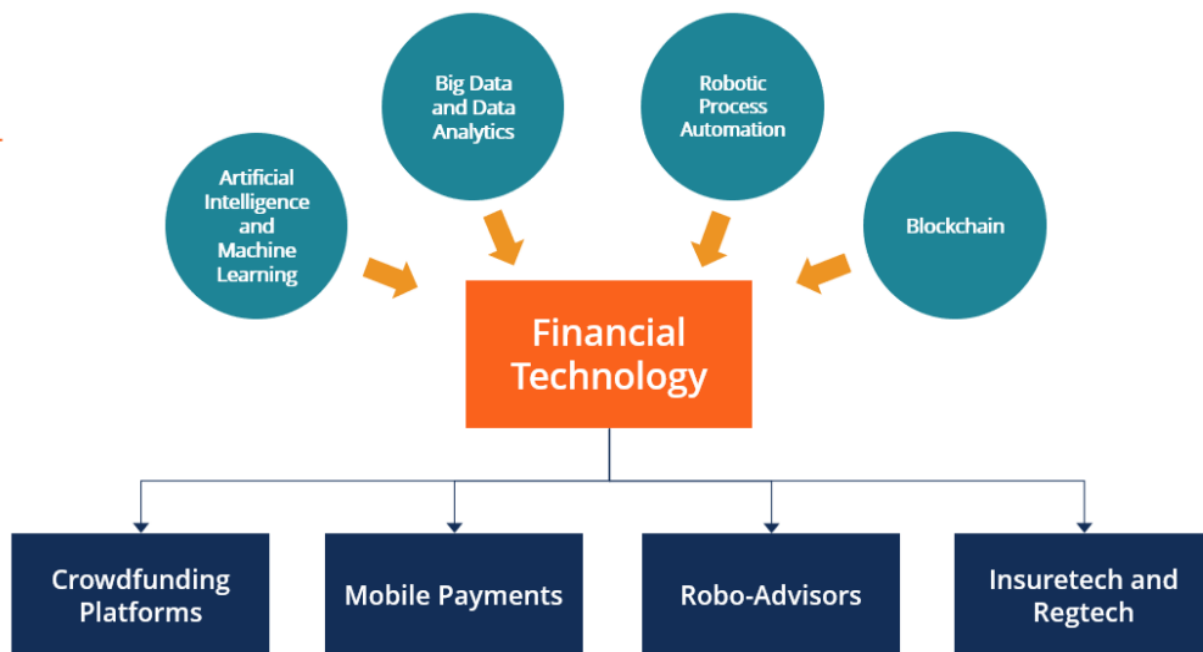 Big Data
and Data
Analytics
Robotic
Process
Automation
Artificial
Intelligence
and
Machine
Learning
Blockchain
Financial
Technology
Crowdfunding
Platforms
Mobile Payments
Robo-Advisors
Insuretech and
Regtech